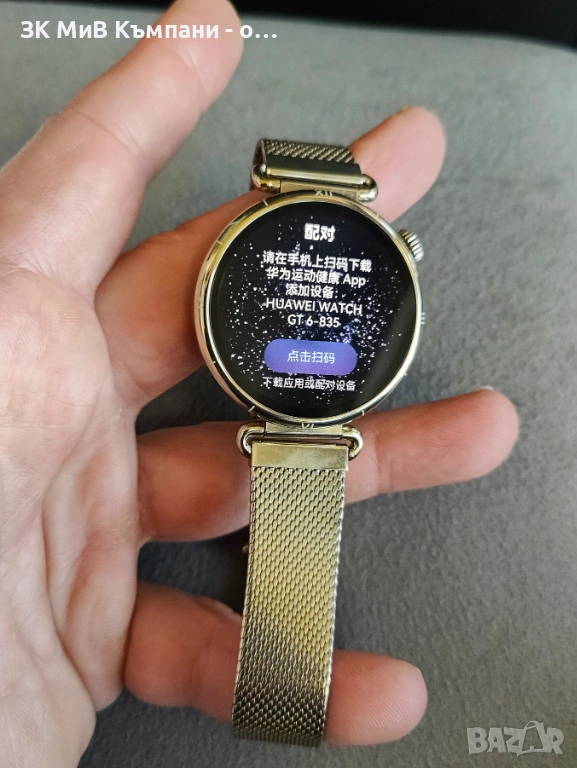 ЗК МиВ Къмпани - о...
XII
配对
请在手机上扫码下载
华为运动健康 App
添加设备:
HUAWEI WATCH
GT 6-835
点击扫码
下载应用或配对设备
VI
BAZAR